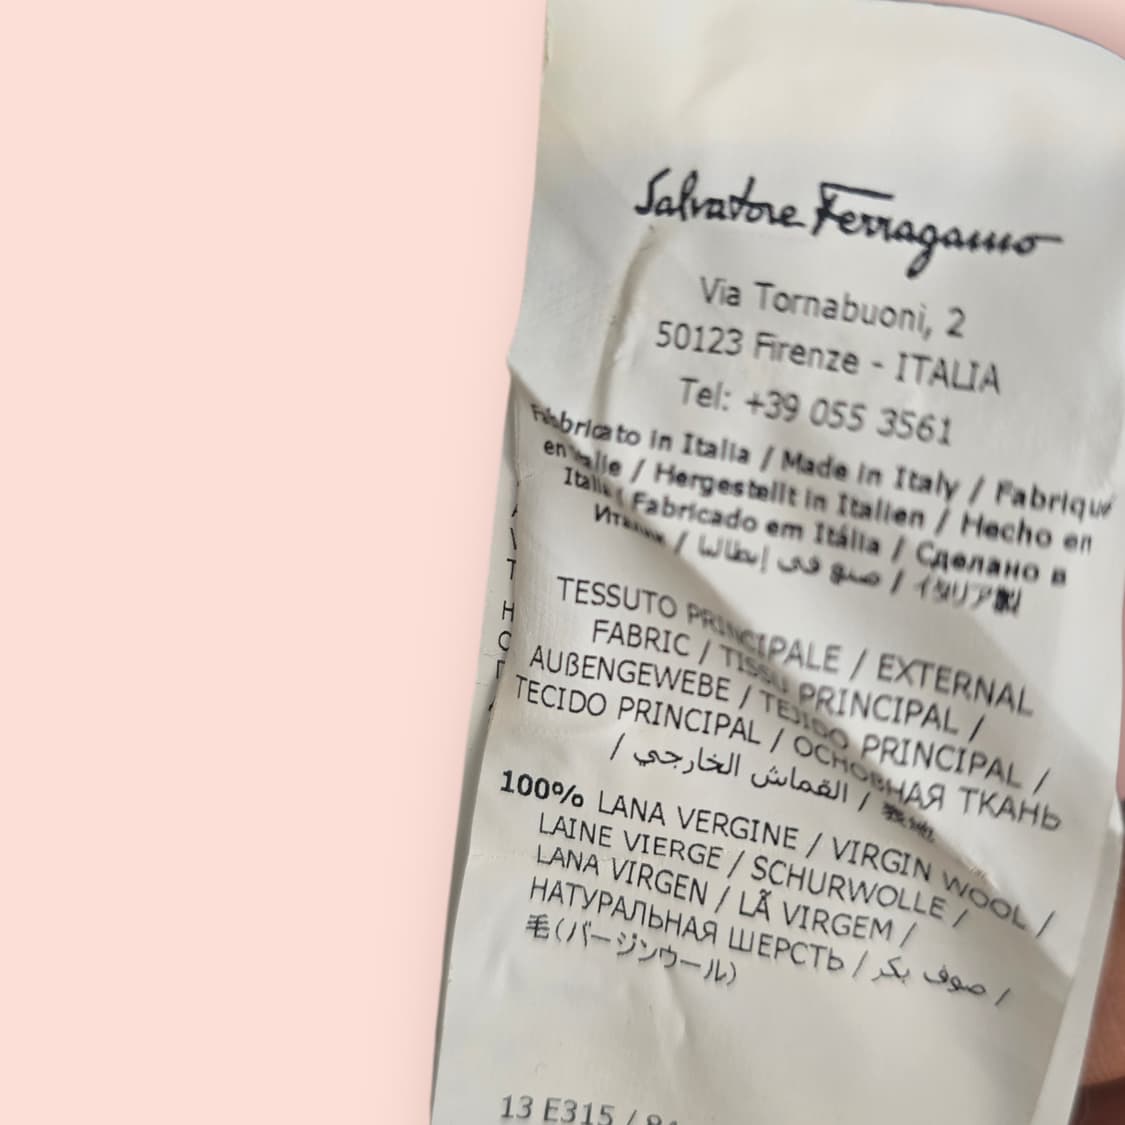 Salvatore Ferragamo
Via Tornabuoni, 2
50123 Firenze - ITALIA
Tel: +39 055 3561
Fabbricato in Italia / Made in Italy / Fabriqué
en Italie / Hergestellt in Italien / Hecho en
Italia / Fabricado em Itália / Сделано в
Италии / صنع في إيطاليا / イタリア製
TESSUTO PRINCIPALE / EXTERNAL
FABRIC / TISSU PRINCIPAL /
AUßENGEWEBE / TEJIDO PRINCIPAL /
TECIDO PRINCIPAL / ОСНОВНАЯ ТКАНЬ
/ القماش الخارجي / 表地
100% LANA VERGINE / VIRGIN WOOL /
LAINE VIERGE / SCHURWOLLE /
LANA VIRGEN / LÃ VIRGEM /
НАТУРАЛЬНАЯ ШЕРСТЬ / صوف بكر /
毛(バージンウール)
13 E315 /